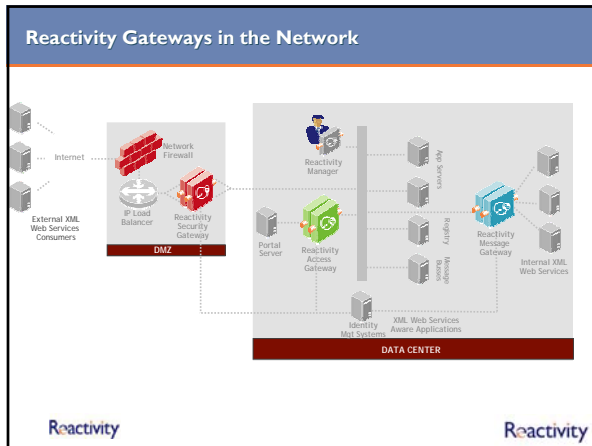 Reactivity Gateways in the Network
Internet
Network
Firewall
External XML
Web Services
Consumers
IP Load
Balancer
Reactivity
Security
Gateway
DMZ
Reactivity
Manager
Portal
Server
Reactivity
Access
Gateway
App Servers
Registry
Message
Busses
Reactivity
Message
Gateway
Internal XML
Web Services
Identity
Mgt Systems
XML Web Services
Aware Applications
DATA CENTER
Reactivity
Reactivity